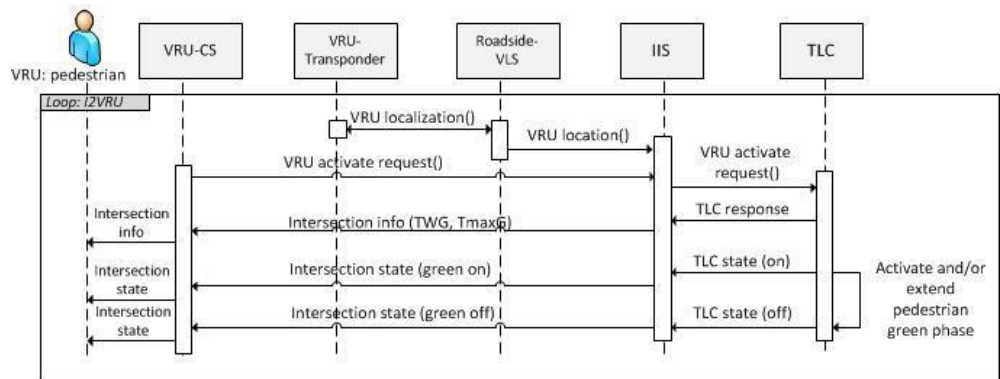 VRU: pedestrian
VRU-CS
VRU-
Transponder
Roadside-
VLS
IIS
TLC
Loop: I2VRU
VRU localization()
VRU location()
VRU activate request()
VRU activate
request()
Intersection
info
Intersection info (TWG, TmaxG)
TLC response
Intersection
state
Intersection state (green on)
TLC state (on)
Activate and/or
extend
pedestrian
green phase
Intersection
state
Intersection state (green off)
TLC state (off)